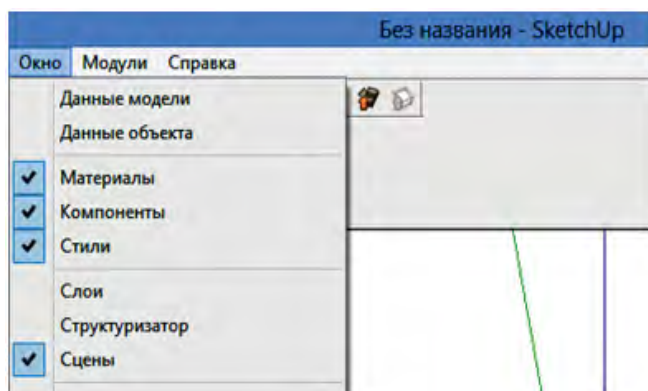 Без названия - SketchUp
Окно Модули Справка
Данные модели
Данные объекта
Материалы
Компоненты
Стили
Слои
Структуризатор
Сцены